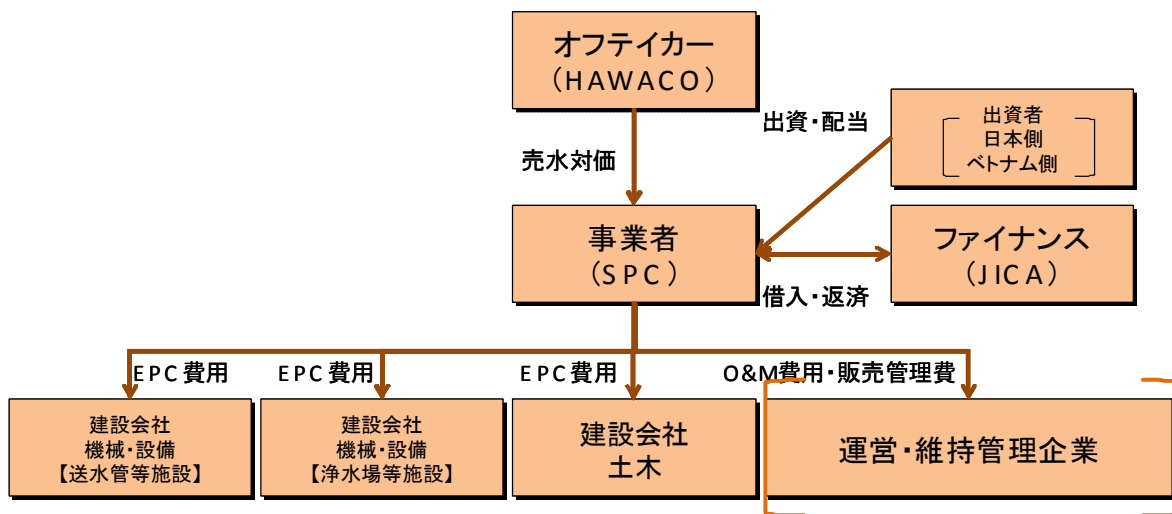 オフテイカー
（HAWACO）
出資・配当
出資者
日本側
ベトナム側
売水対価
事業者
（SPC）
ファイナンス
（JICA）
借入・返済
EPC費用
EPC費用
EPC費用
O&M費用・販売管理費
建設会社
機械・設備
【送水管等施設】
建設会社
機械・設備
【浄水場等施設】
建設会社
土木
運営・維持管理企業